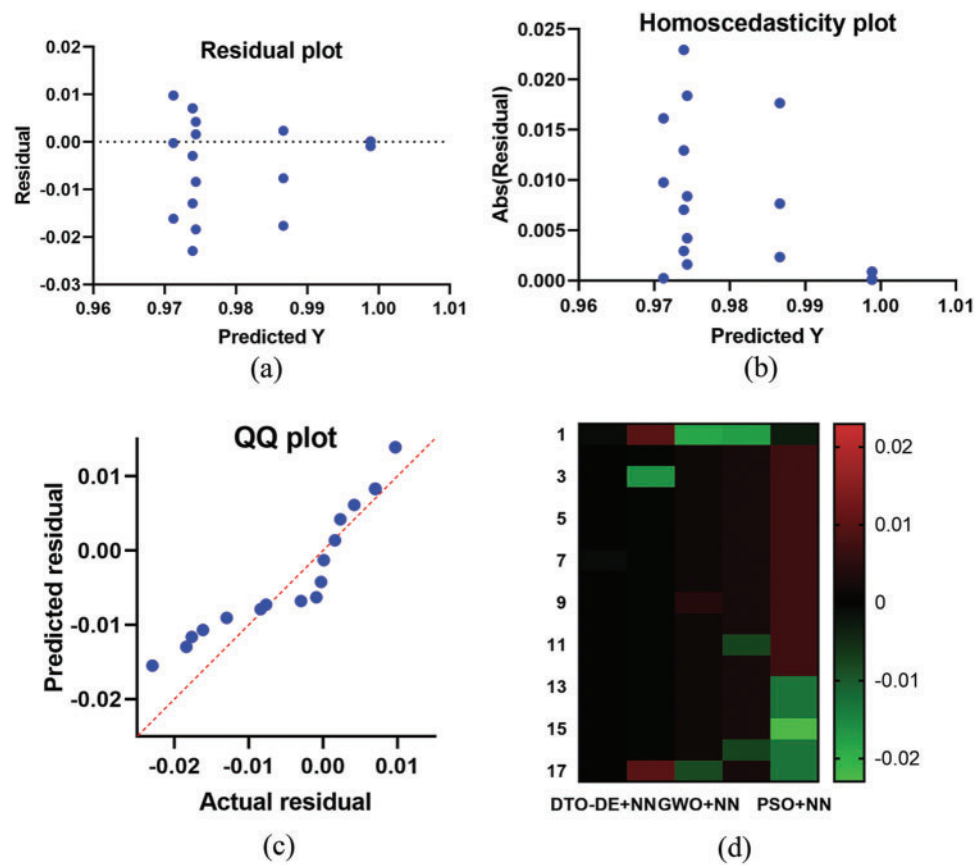 Residual plot
0.02
0.01
0.00
-0.01
-0.02
-0.03
Residual
0.96 0.97 0.98 0.99 1.00 1.01
Predicted Y
(a)
Homoscedasticity plot
0.025
0.020
0.015
0.010
0.005
0.000
Abs(Residual)
0.96 0.97 0.98 0.99 1.00 1.01
Predicted Y
(b)
QQ plot
0.01
0.00
-0.01
-0.02
Predicted residual
-0.02 -0.01 0.00 0.01
Actual residual
(c)
1
3
5
7
9
11
13
15
17
DTO-DE+NN GWO+NN PSO+NN
0.02
0.01
0
-0.01
-0.02
(d)